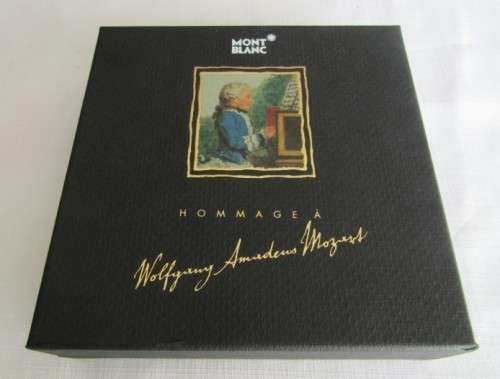 MONT
BLANC
HOMMAGE À
Wolfgang Amadeus Mozart